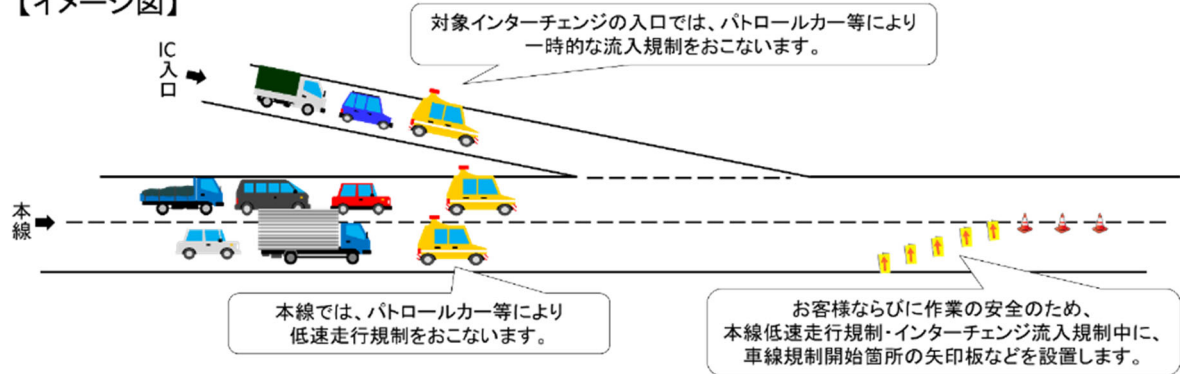 【イメージ図】
対象インターチェンジの入口では、パトロールカー等により
一時的な流入規制をおこないます。
IC
入
口
本
線
本線では、パトロールカー等により
低速走行規制をおこないます。
お客様ならびに作業の安全のため、
本線低速走行規制・インターチェンジ流入規制中に、
車線規制開始箇所の矢印板などを設置します。